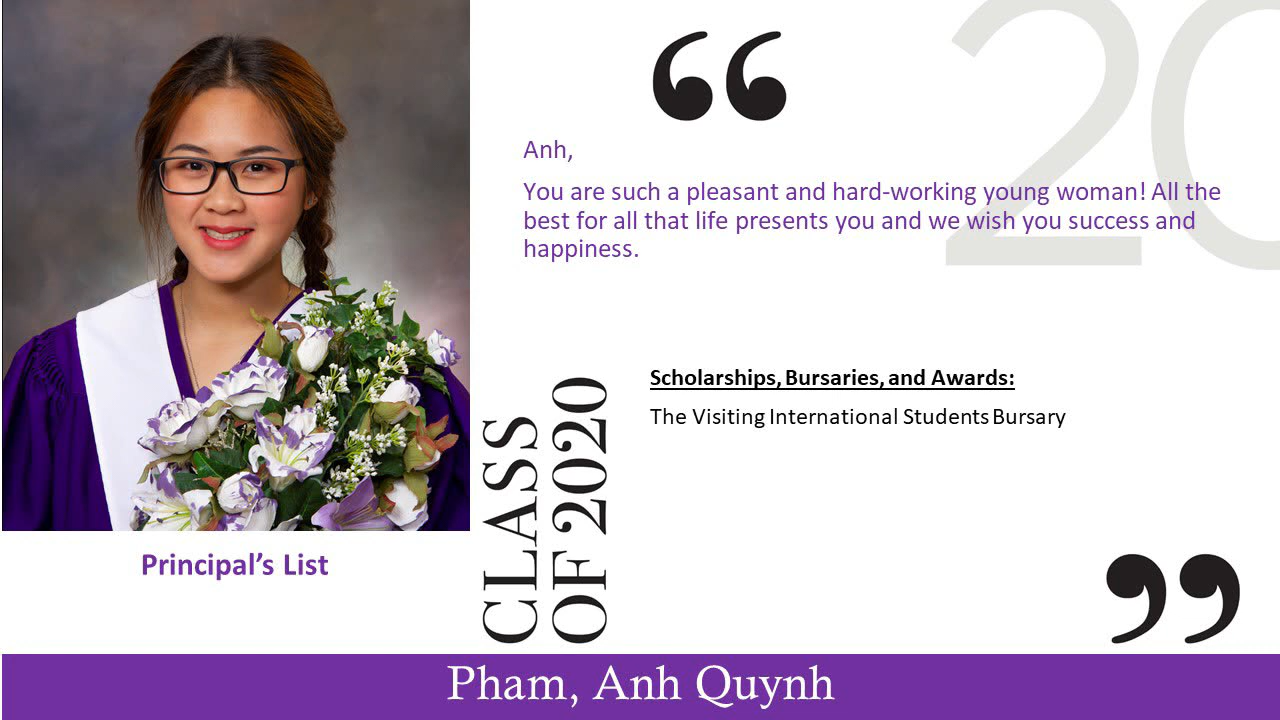 20
“
Anh,
You are such a pleasant and hard-working young woman! All the
best for all that life presents you and we wish you success and
happiness.
Scholarships, Bursaries, and Awards:
The Visiting International Students Bursary
CLASS
OF 2020
”
Principal’s List
Pham, Anh Quynh